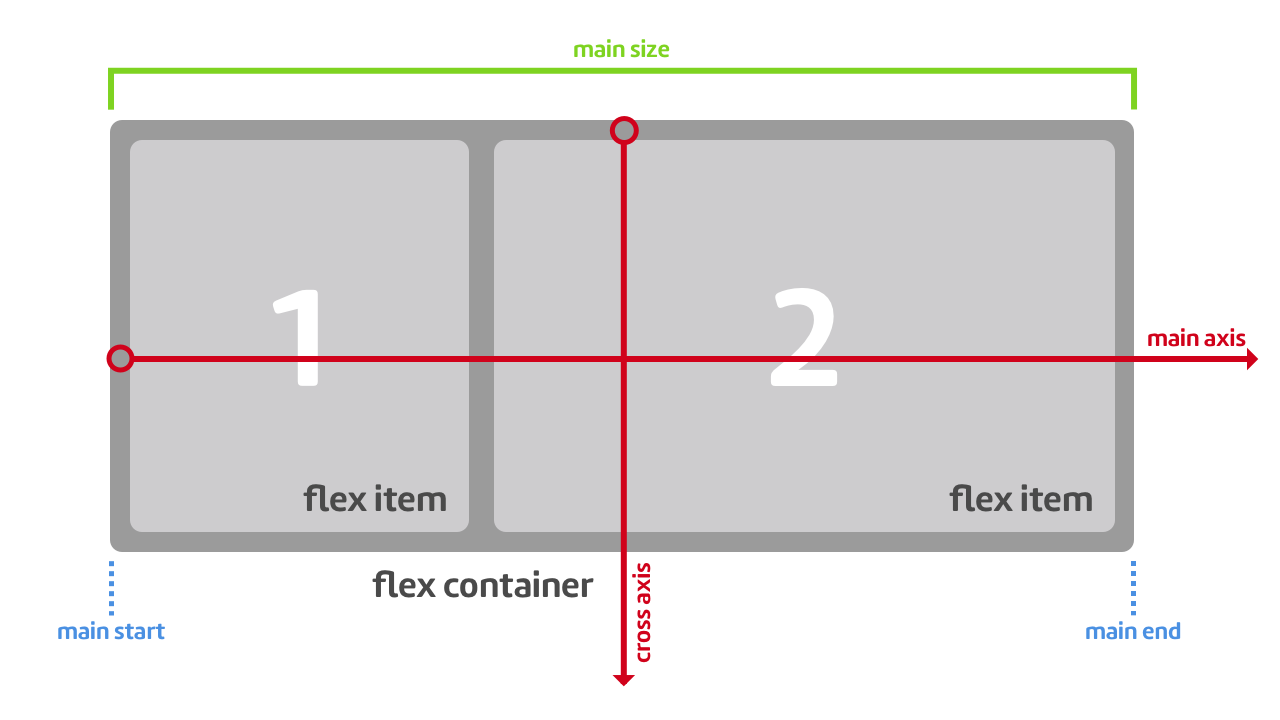 main size
1
2
main axis
flex item
flex item
flex container
cross axis
main start
main end